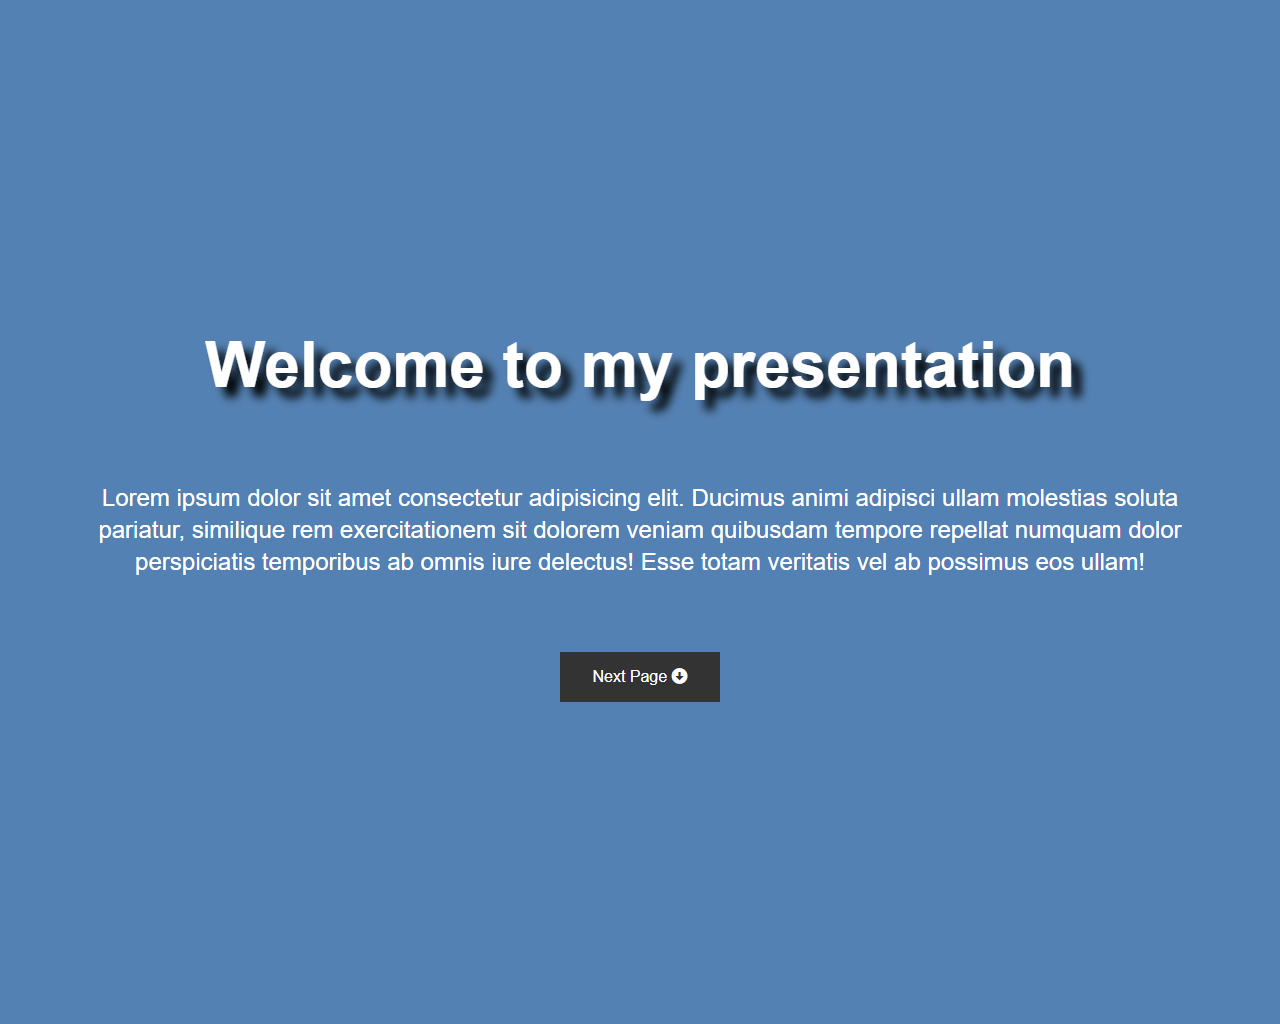 Welcome to my presentation
Lorem ipsum dolor sit amet consectetur adipisicing elit. Ducimus animi adipisci ullam molestias soluta
pariatur, similique rem exercitationem sit dolorem veniam quibusdam tempore repellat numquam dolor
perspiciatis temporibus ab omnis iure delectus! Esse totam veritatis vel ab possimus eos ullam!
Next Page